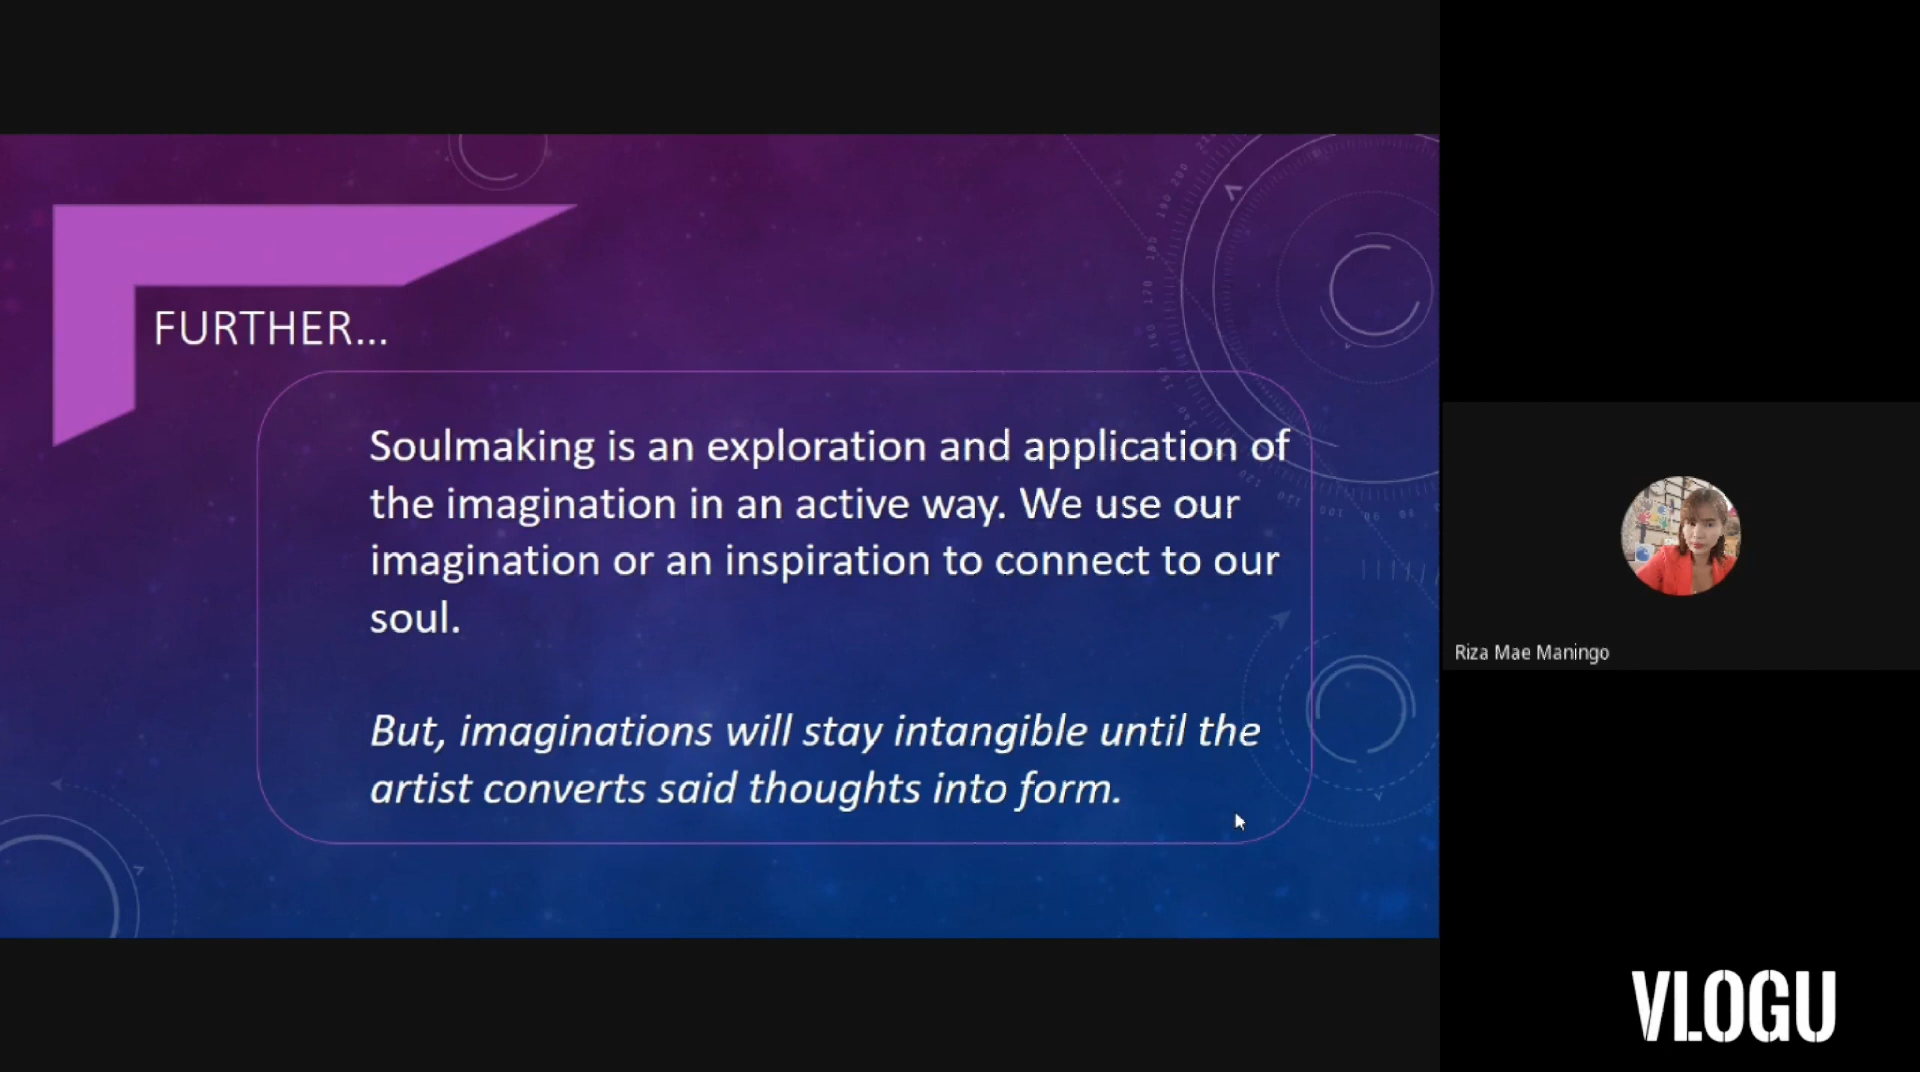 FURTHER...
Soulmaking is an exploration and application of
the imagination in an active way. We use our
imagination or an inspiration to connect to our
soul.
But, imaginations will stay intangible until the
artist converts said thoughts into form.
Riza Mae Maningo
VLOGU